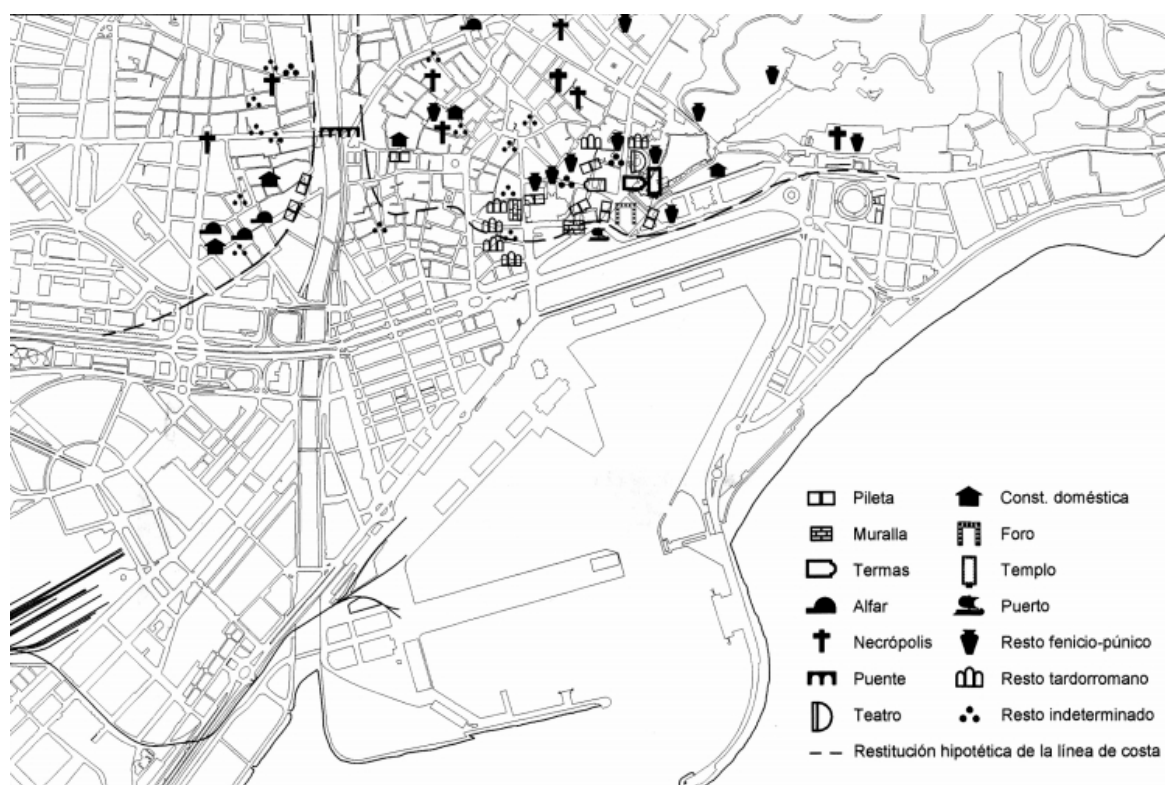 Pileta
Muralla
Termas
Alfar
Necrópolis
Puente
Teatro
Const. doméstica
Foro
Templo
Puerto
Resto fenicio-púnico
Resto tardorromano
Resto indeterminado
Restitución hipotética de la línea de costa